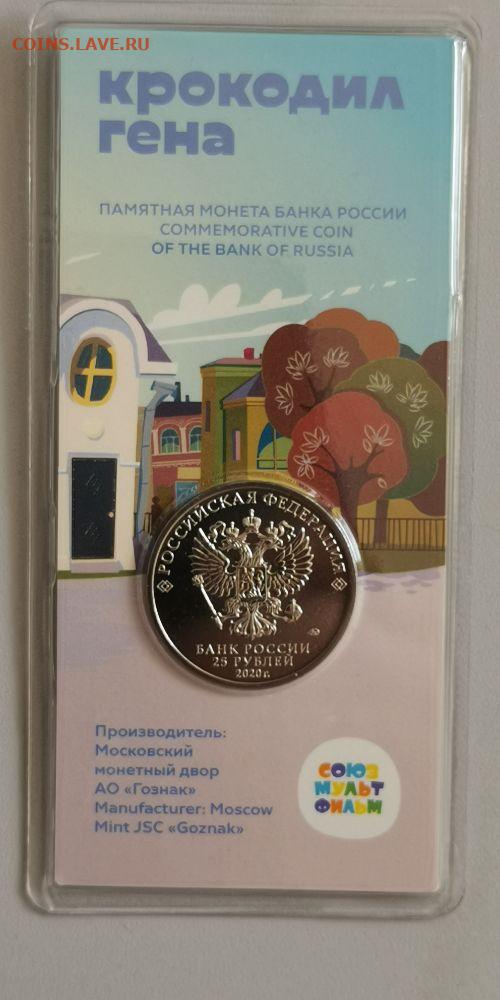 COINS.LAVE.RU
крокодил
гена
ПАМЯТНАЯ МОНЕТА БАНКА РОССИИ
COMMEMORATIVE COIN
OF THE BANK OF RUSSIA
РОССИЙСКАЯ ФЕДЕРАЦИЯ
БАНК РОССИИ
25 РУБЛЕЙ
2020 г.
Производитель:
Московский
монетный двор
АО «Гознак»
Manufacturer: Moscow
Mint JSC «Goznak»
СОЮЗ
МУЛЬТ
ФИЛЬМ